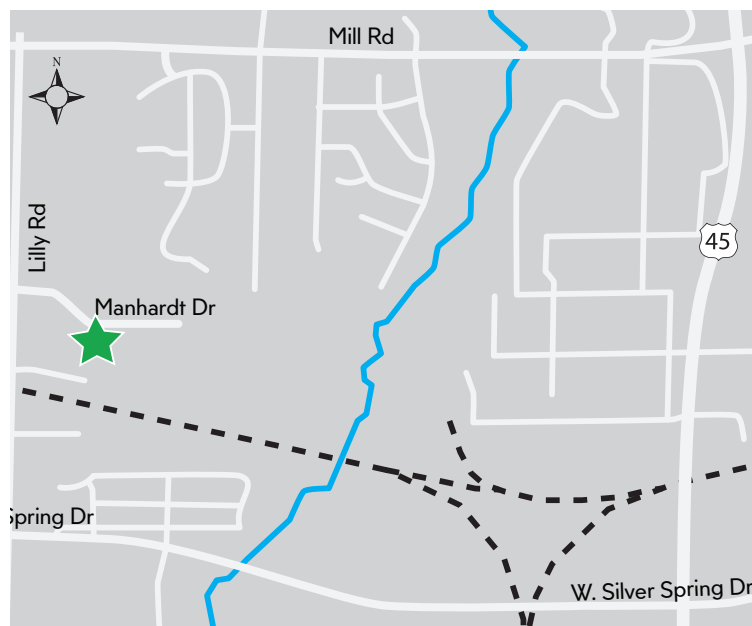 Mill Rd
N
Lilly Rd
45
Manhardt Dr
Spring Dr
W. Silver Spring Dr